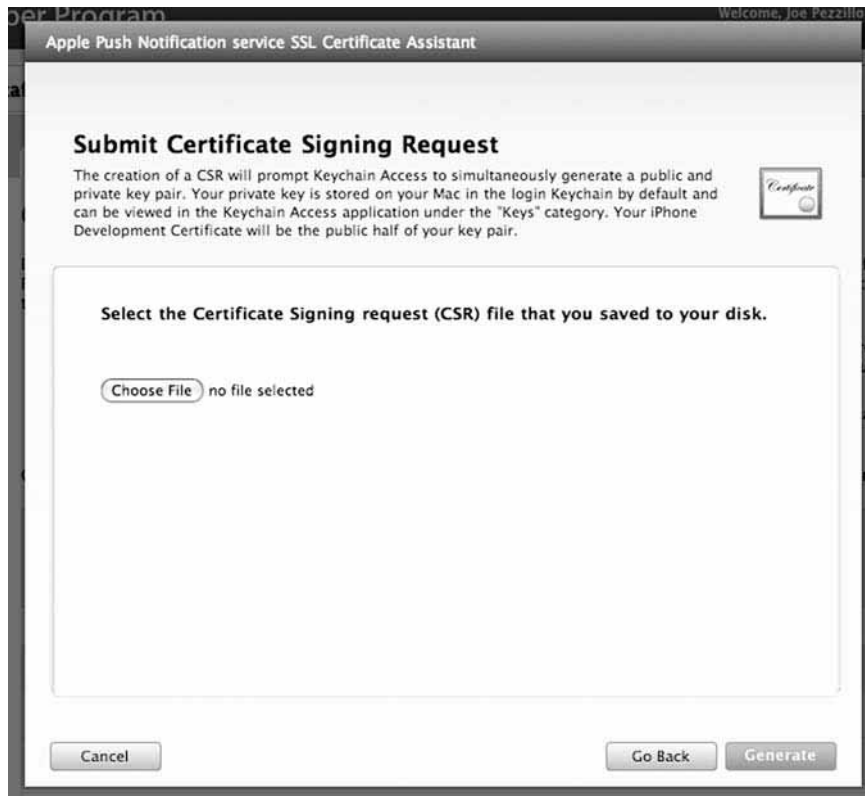 per Program
Welcome, Joe Pezzillo
Apple Push Notification service SSL Certificate Assistant
Submit Certificate Signing Request
The creation of a CSR will prompt Keychain Access to simultaneously generate a public and
private key pair. Your private key is stored on your Mac in the login Keychain by default and
can be viewed in the Keychain Access application under the "Keys" category. Your iPhone
Development Certificate will be the public half of your key pair.
Certificate
Select the Certificate Signing request (CSR) file that you saved to your disk.
Choose File no file selected
Cancel
Go Back
Generate